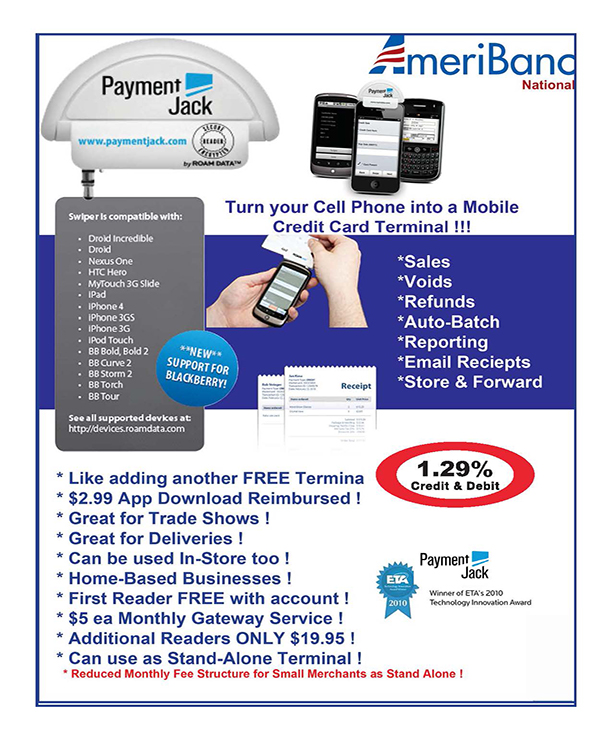 Payment
Jack
www.paymentjack.com
SECURE
READER
ENCRYPTED
by ROAM DATA™
AmeriBanc
National
Payment
Jack
Turn your Cell Phone into a Mobile
Credit Card Terminal !!!
Swiper is compatible with:
• Droid Incredible
• Droid
• Nexus One
• HTC Hero
• MyTouch 3G Slide
• iPad
• iPhone 4
• iPhone 3GS
• iPhone 3G
• iPod Touch
• BB Bold, Bold 2
• BB Curve 2
• BB Storm 2
• BB Torch
• BB Tour
See all supported devices at:
http://devices.roamdata.com
**NEW**
SUPPORT FOR
BLACKBERRY!
*Sales
*Voids
*Refunds
*Auto-Batch
*Reporting
*Email Reciepts
*Store & Forward
Receipt
1.29%
Credit & Debit
* Like adding another FREE Termina
* $2.99 App Download Reimbursed !
* Great for Trade Shows !
* Great for Deliveries !
* Can be used In-Store too !
* Home-Based Businesses !
* First Reader FREE with account !
* $5 ea Monthly Gateway Service !
* Additional Readers ONLY $19.95 !
* Can use as Stand-Alone Terminal !
* Reduced Monthly Fee Structure for Small Merchants as Stand Alone !
ETA
2010
Payment
Jack
Winner of ETA's 2010
Technology Innovation Award